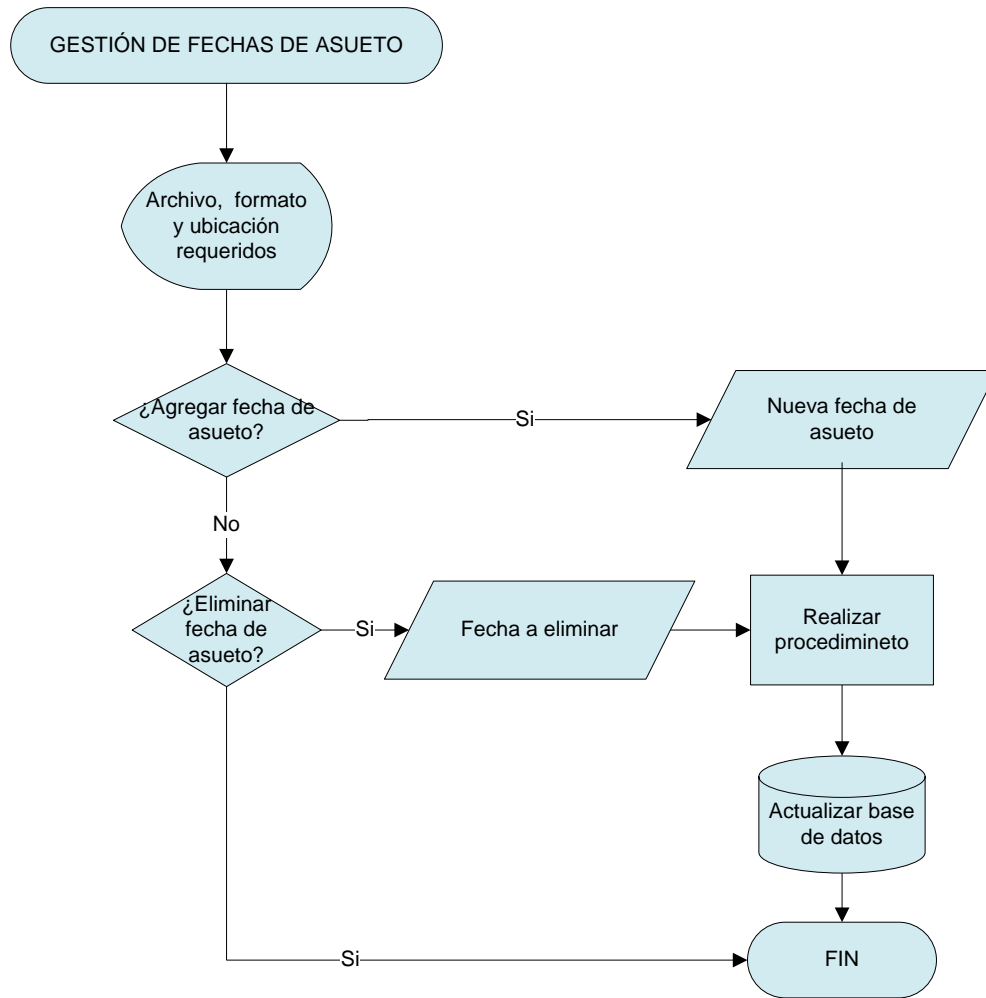 GESTIÓN DE FECHAS DE ASUETO
Archivo, formato
y ubicación
requeridos
¿Agregar fecha de
asueto?
Si
Nueva fecha de
asueto
No
¿Eliminar
fecha de
asueto?
Si
Fecha a eliminar
Realizar
procedimineto
Actualizar base
de datos
Si
FIN